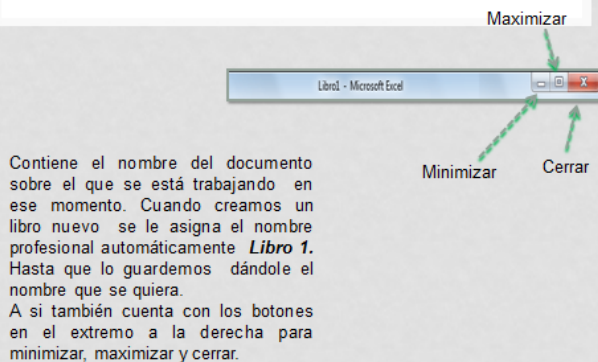 Maximizar
Libro1 - Microsoft Excel
X
Minimizar
Cerrar
Contiene el nombre del documento
sobre el que se está trabajando en
ese momento. Cuando creamos un
libro nuevo se le asigna el nombre
profesional automáticamente Libro 1.
Hasta que lo guardemos dándole el
nombre que se quiera.
A si también cuenta con los botones
en el extremo a la derecha para
minimizar, maximizar y cerrar.